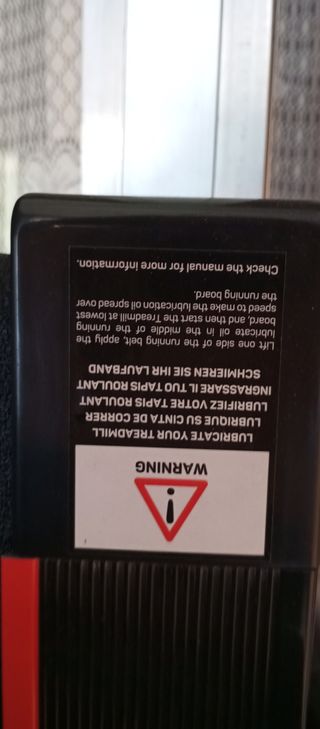 WARNING
LUBRICATE YOUR TREADMILL
LUBRIQUE SU CINTA DE CORRER
LUBRIFIEZ VOTRE TAPIS ROULANT
INGRASSARE IL TUO TAPIS ROULANT
SCHMIEREN SIE IHR LAUFBAND
Lift one side of the running belt, apply the
lubricate oil in the middle of the running
board, and then start the Treadmill at lowest
speed to make the lubrication oil spread over
the running board.
Check the manual for more information.